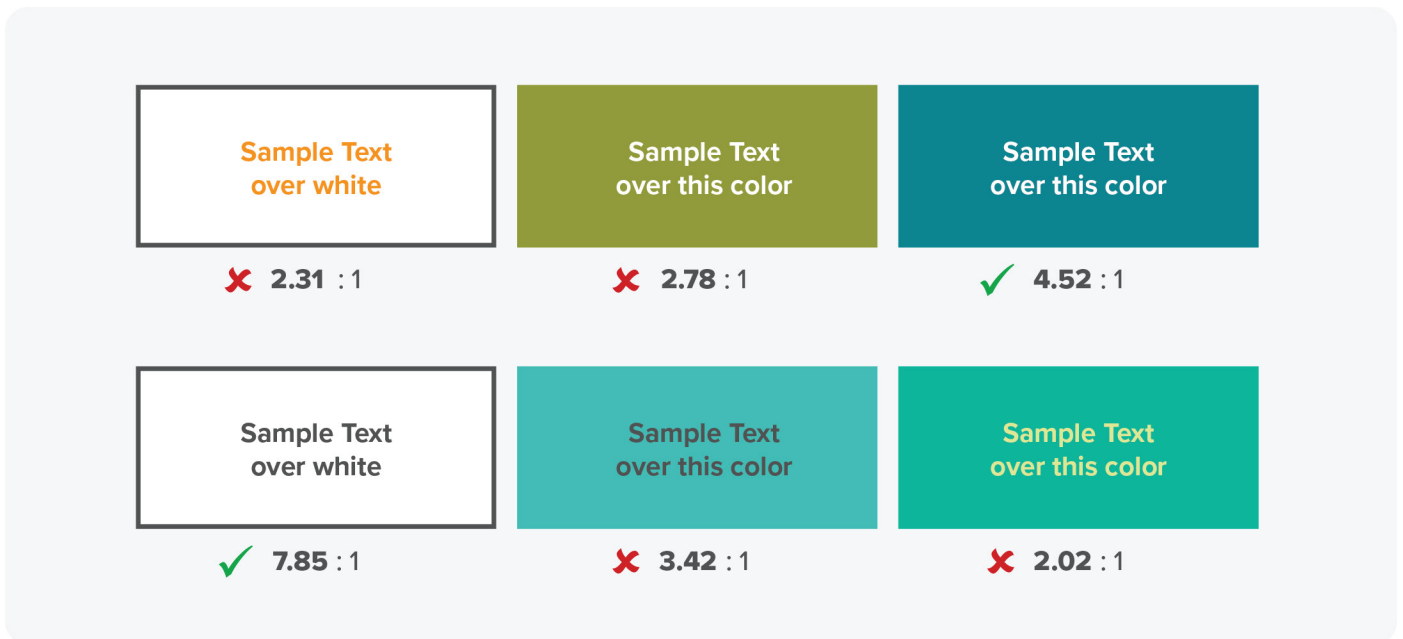 Sample Text
over white
✘ 2.31 : 1
Sample Text
over this color
✘ 2.78 : 1
Sample Text
over this color
✓ 4.52 : 1
Sample Text
over white
✓ 7.85 : 1
Sample Text
over this color
✘ 3.42 : 1
Sample Text
over this color
✘ 2.02 : 1